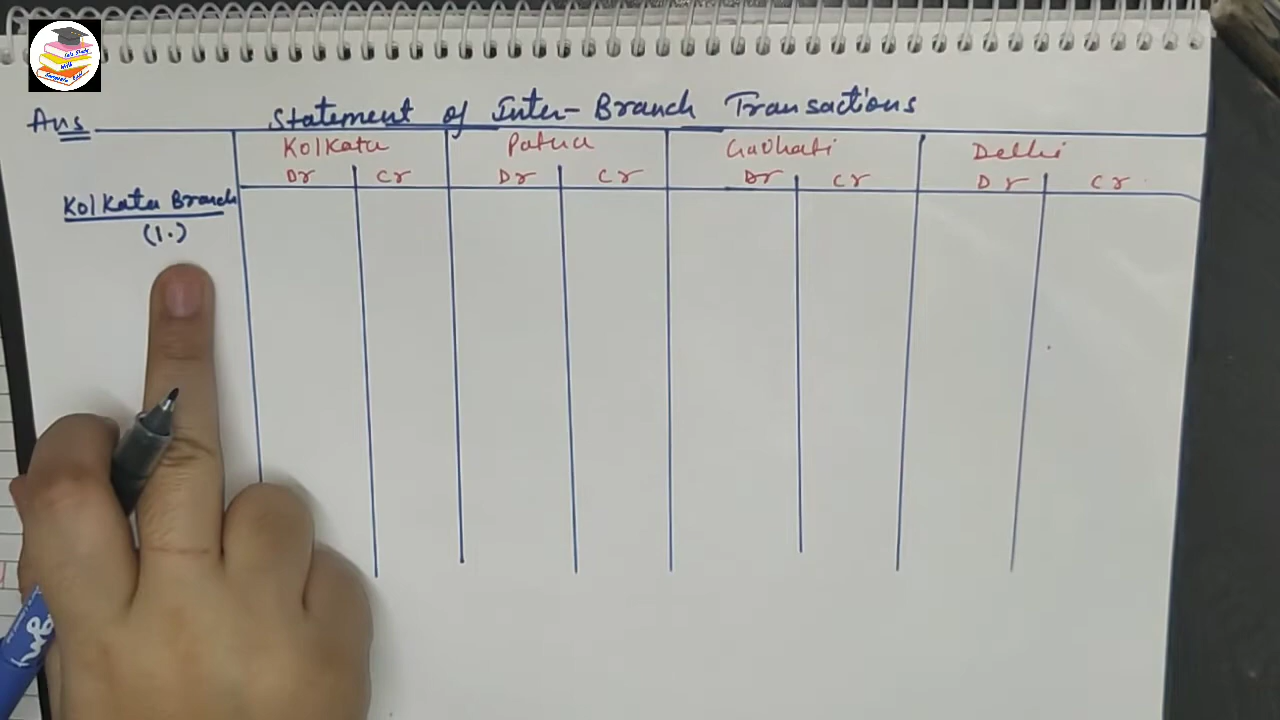 Ans
Statement of Inter-Branch Transactions
Kolkata Patna Gauhati Delhi
Dr Cr Dr Cr Dr Cr Dr Cr
Kolkata Branch
(1.)